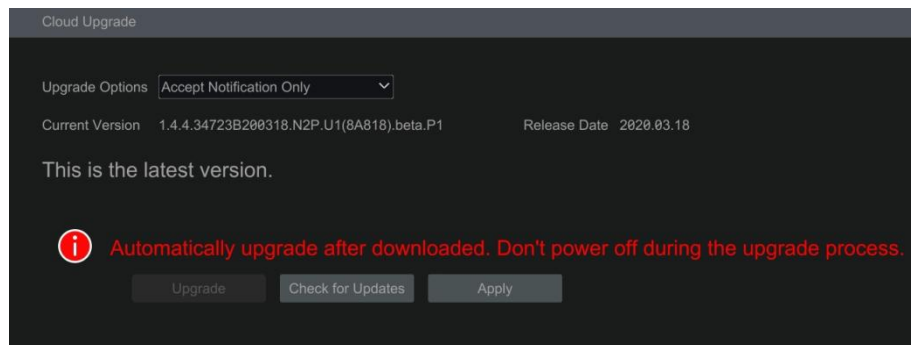 Cloud Upgrade
Upgrade Options Accept Notification Only
Current Version 1.4.4.34723B200318.N2P.U1(8A818).beta.P1 Release Date 2020.03.18
This is the latest version.
Automatically upgrade after downloaded. Don't power off during the upgrade process.
Upgrade Check for Updates Apply